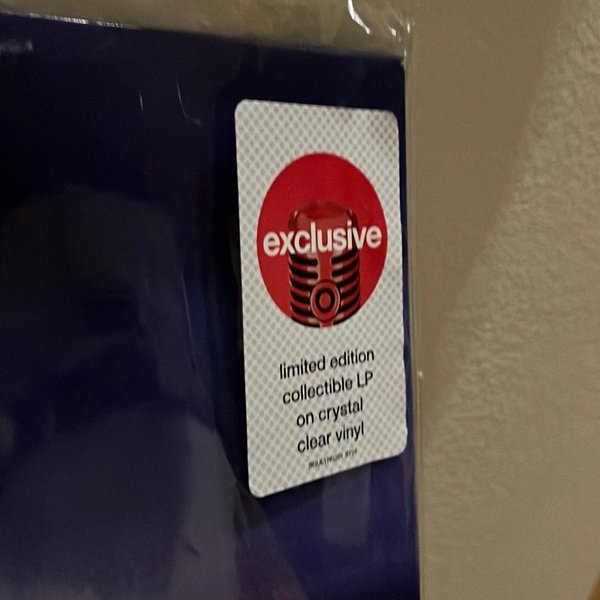 exclusive
limited edition
collectible LP
on crystal
clear vinyl